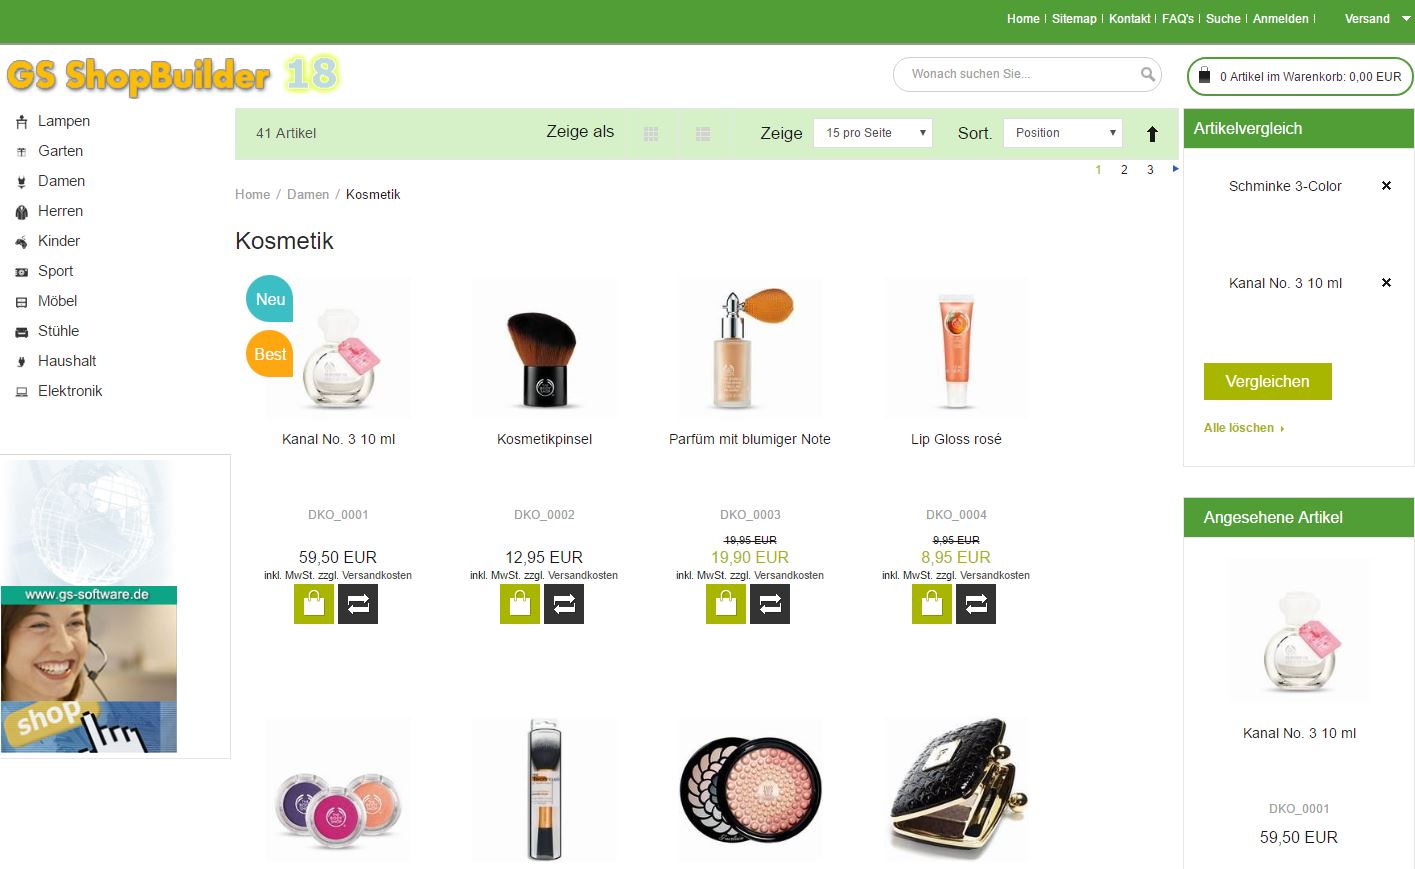 Home | Sitemap | Kontakt | FAQ's | Suche | Anmelden | Versand
GS ShopBuilder 18
Wonach suchen Sie...
0 Artikel im Warenkorb: 0,00 EUR
Lampen
Garten
Damen
Herren
Kinder
Sport
Möbel
Stühle
Haushalt
Elektronik
www.gs-software.de
shop
41 Artikel
Zeige als
Zeige 15 pro Seite
Sort. Position
1 2 3
Home / Damen / Kosmetik
Kosmetik
Neu
Best
Kanal No. 3 10 ml
DKO_0001
59,50 EUR
inkl. MwSt. zzgl. Versandkosten
Kosmetikpinsel
DKO_0002
12,95 EUR
inkl. MwSt. zzgl. Versandkosten
Parfüm mit blumiger Note
DKO_0003
19,95 EUR
19,90 EUR
inkl. MwSt. zzgl. Versandkosten
Lip Gloss rosé
DKO_0004
9,95 EUR
8,95 EUR
inkl. MwSt. zzgl. Versandkosten
Artikelvergleich
Schminke 3-Color
Kanal No. 3 10 ml
Vergleichen
Alle löschen
Angesehene Artikel
Kanal No. 3 10 ml
DKO_0001
59,50 EUR